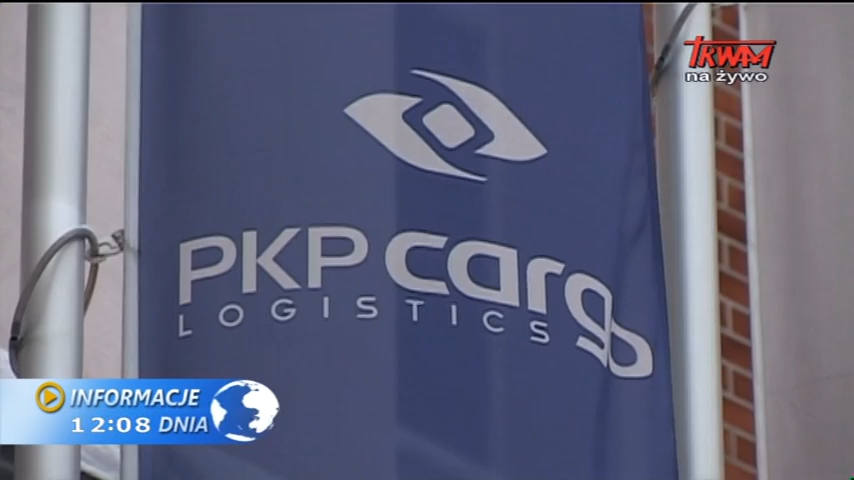 TRWAM
na żywo
PKP cargo
LOGISTICS
INFORMACJE
12:08 DNIA